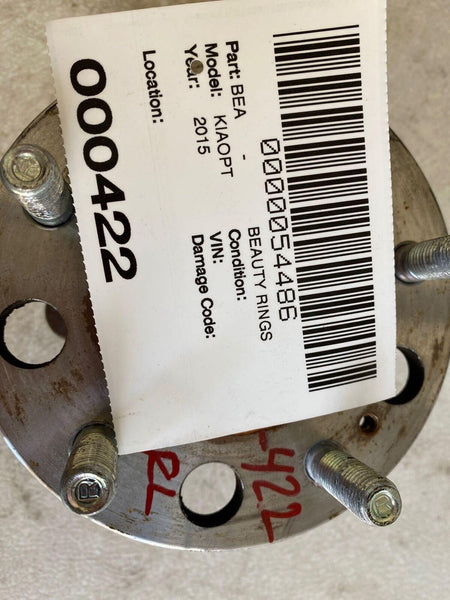 0000054486
Part: BEA - BEAUTY RINGS
Model: KIAOPT Condition:
Year: 2015 VIN:
Damage Code:
Location:
000422
-422
RL